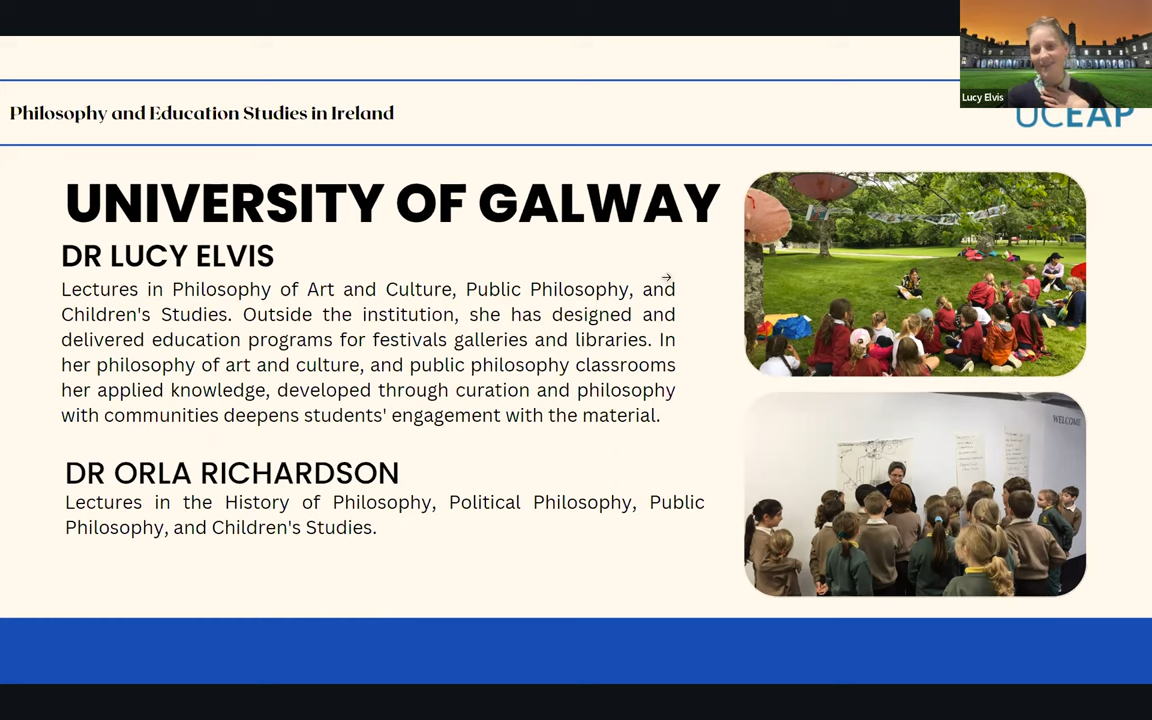 Lucy Elvis
Philosophy and Education Studies in Ireland
UCEAP
UNIVERSITY OF GALWAY
DR LUCY ELVIS
Lectures in Philosophy of Art and Culture, Public Philosophy, and
Children's Studies. Outside the institution, she has designed and
delivered education programs for festivals galleries and libraries. In
her philosophy of art and culture, and public philosophy classrooms
her applied knowledge, developed through curation and philosophy
with communities deepens students' engagement with the material.
DR ORLA RICHARDSON
Lectures in the History of Philosophy, Political Philosophy, Public
Philosophy, and Children's Studies.
WELCOME